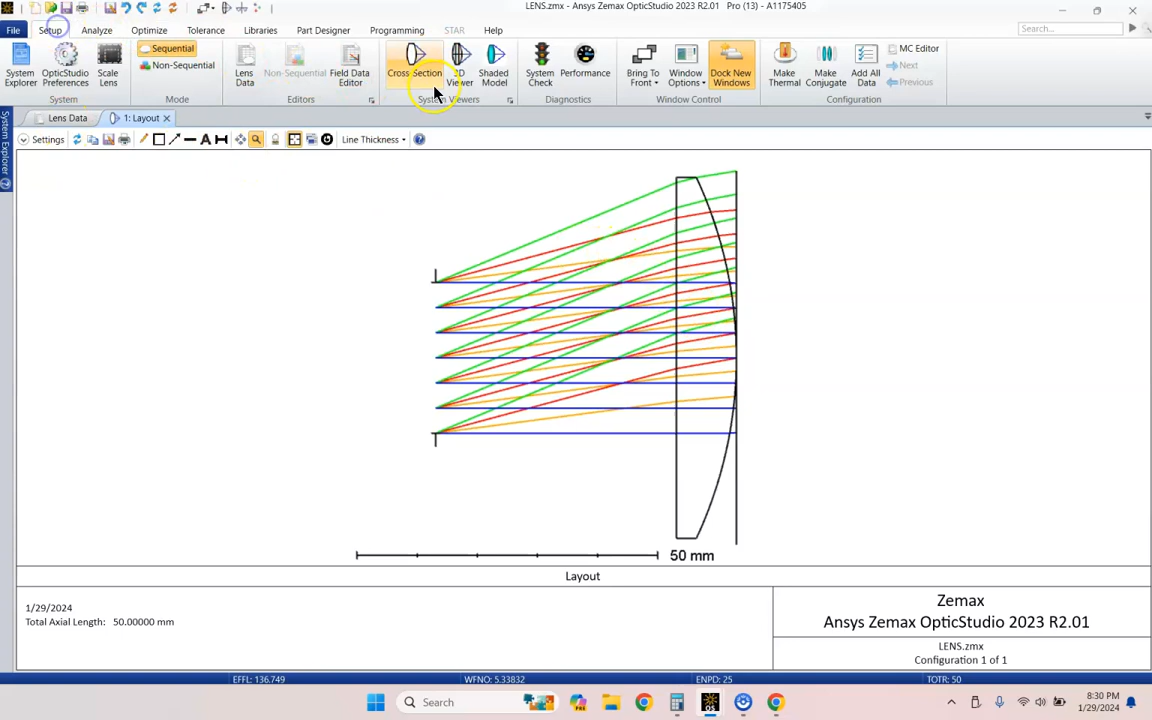 LENS.zmx - Ansys Zemax OpticStudio 2023 R2.01   Pro (13) - A1175405
File Setup Analyze Optimize Tolerance Libraries Part Designer Programming STAR Help Search...
System Explorer
OpticStudio Preferences
Scale Lens
System
Sequential
Non-Sequential
Mode
Lens Data
Non-Sequential
Field Data Editor
Editors
Cross-Section
3D Viewer
Shaded Model
System Viewers
System Check
Performance
Diagnostics
Bring To Front
Window Options
Dock New Windows
Window Control
Make Thermal
Make Conjugate
Add All Data
MC Editor
Next
Previous
Configuration
System Explorer
Lens Data
1: Layout
Settings
Line Thickness
50 mm
Layout
1/29/2024
Total Axial Length: 50.00000 mm
Zemax
Ansys Zemax OpticStudio 2023 R2.01
LENS.zmx
Configuration 1 of 1
EFFL: 136.749 WFNO: 5.33832 ENPD: 25 TOTR: 50
Search
8:30 PM
1/29/2024